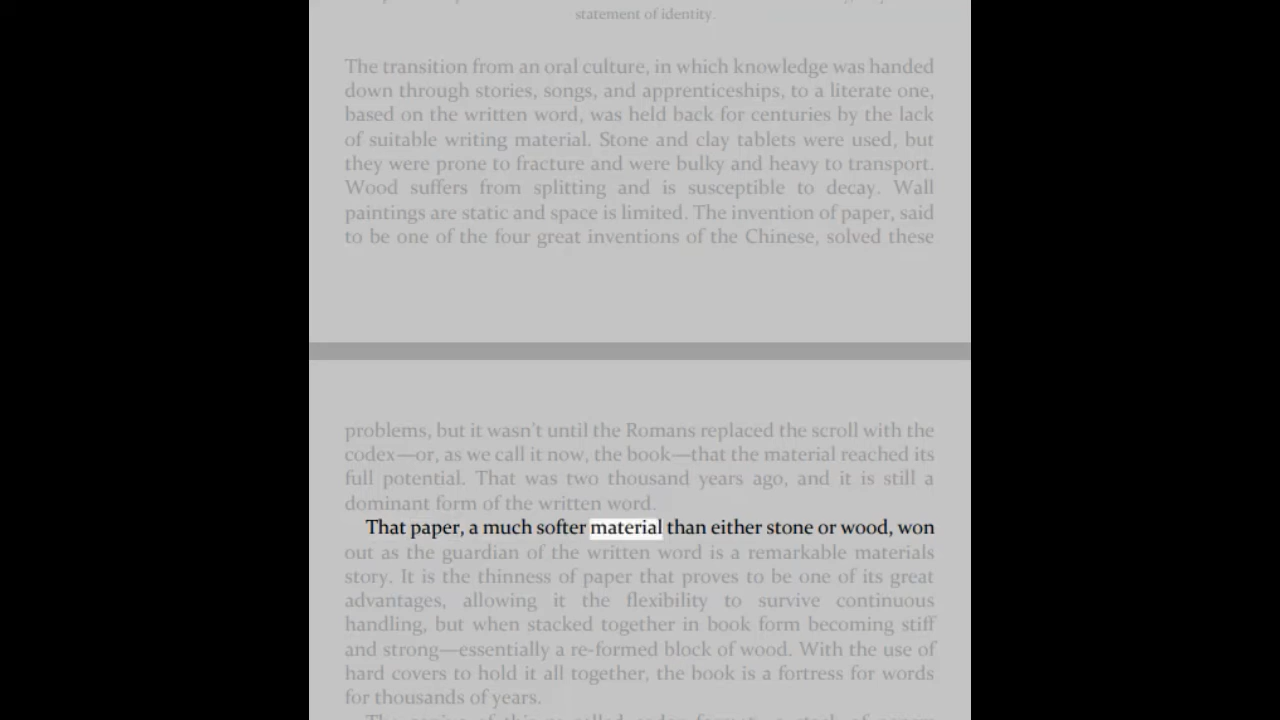 statement of identity.
The transition from an oral culture, in which knowledge was handed
down through stories, songs, and apprenticeships, to a literate one,
based on the written word, was held back for centuries by the lack
of suitable writing material. Stone and clay tablets were used, but
they were prone to fracture and were bulky and heavy to transport.
Wood suffers from splitting and is susceptible to decay. Wall
paintings are static and space is limited. The invention of paper, said
to be one of the four great inventions of the Chinese, solved these
problems, but it wasn't until the Romans replaced the scroll with the
codex—or, as we call it now, the book—that the material reached its
full potential. That was two thousand years ago, and it is still a
dominant form of the written word.
That paper, a much softer material than either stone or wood, won
out as the guardian of the written word is a remarkable materials
story. It is the thinness of paper that proves to be one of its great
advantages, allowing it the flexibility to survive continuous
handling, but when stacked together in book form becoming stiff
and strong—essentially a re-formed block of wood. With the use of
hard covers to hold it all together, the book is a fortress for words
for thousands of years.